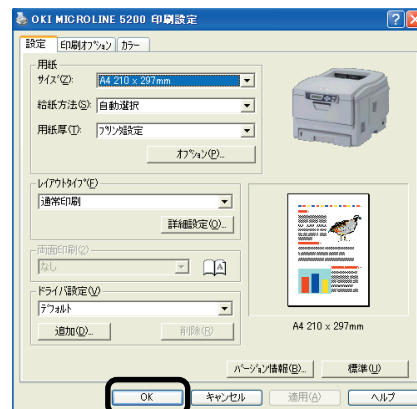 OKI MICROLINE 5200 印刷設定
設定 印刷オプション カラー
用紙
サイズ(Z): A4 210 x 297mm
給紙方法(S): 自動選択
用紙厚(T): プリンタ設定
オプション(P)...
レイアウトタイプ(E)
通常印刷
詳細設定(O)...
両面印刷(2)
なし
A
ドライバ設定(V)
デフォルト
追加(D)... 削除(R)
A4 210 x 297mm
バージョン情報(B)... 標準(U)
OK キャンセル 適用(A) ヘルプ